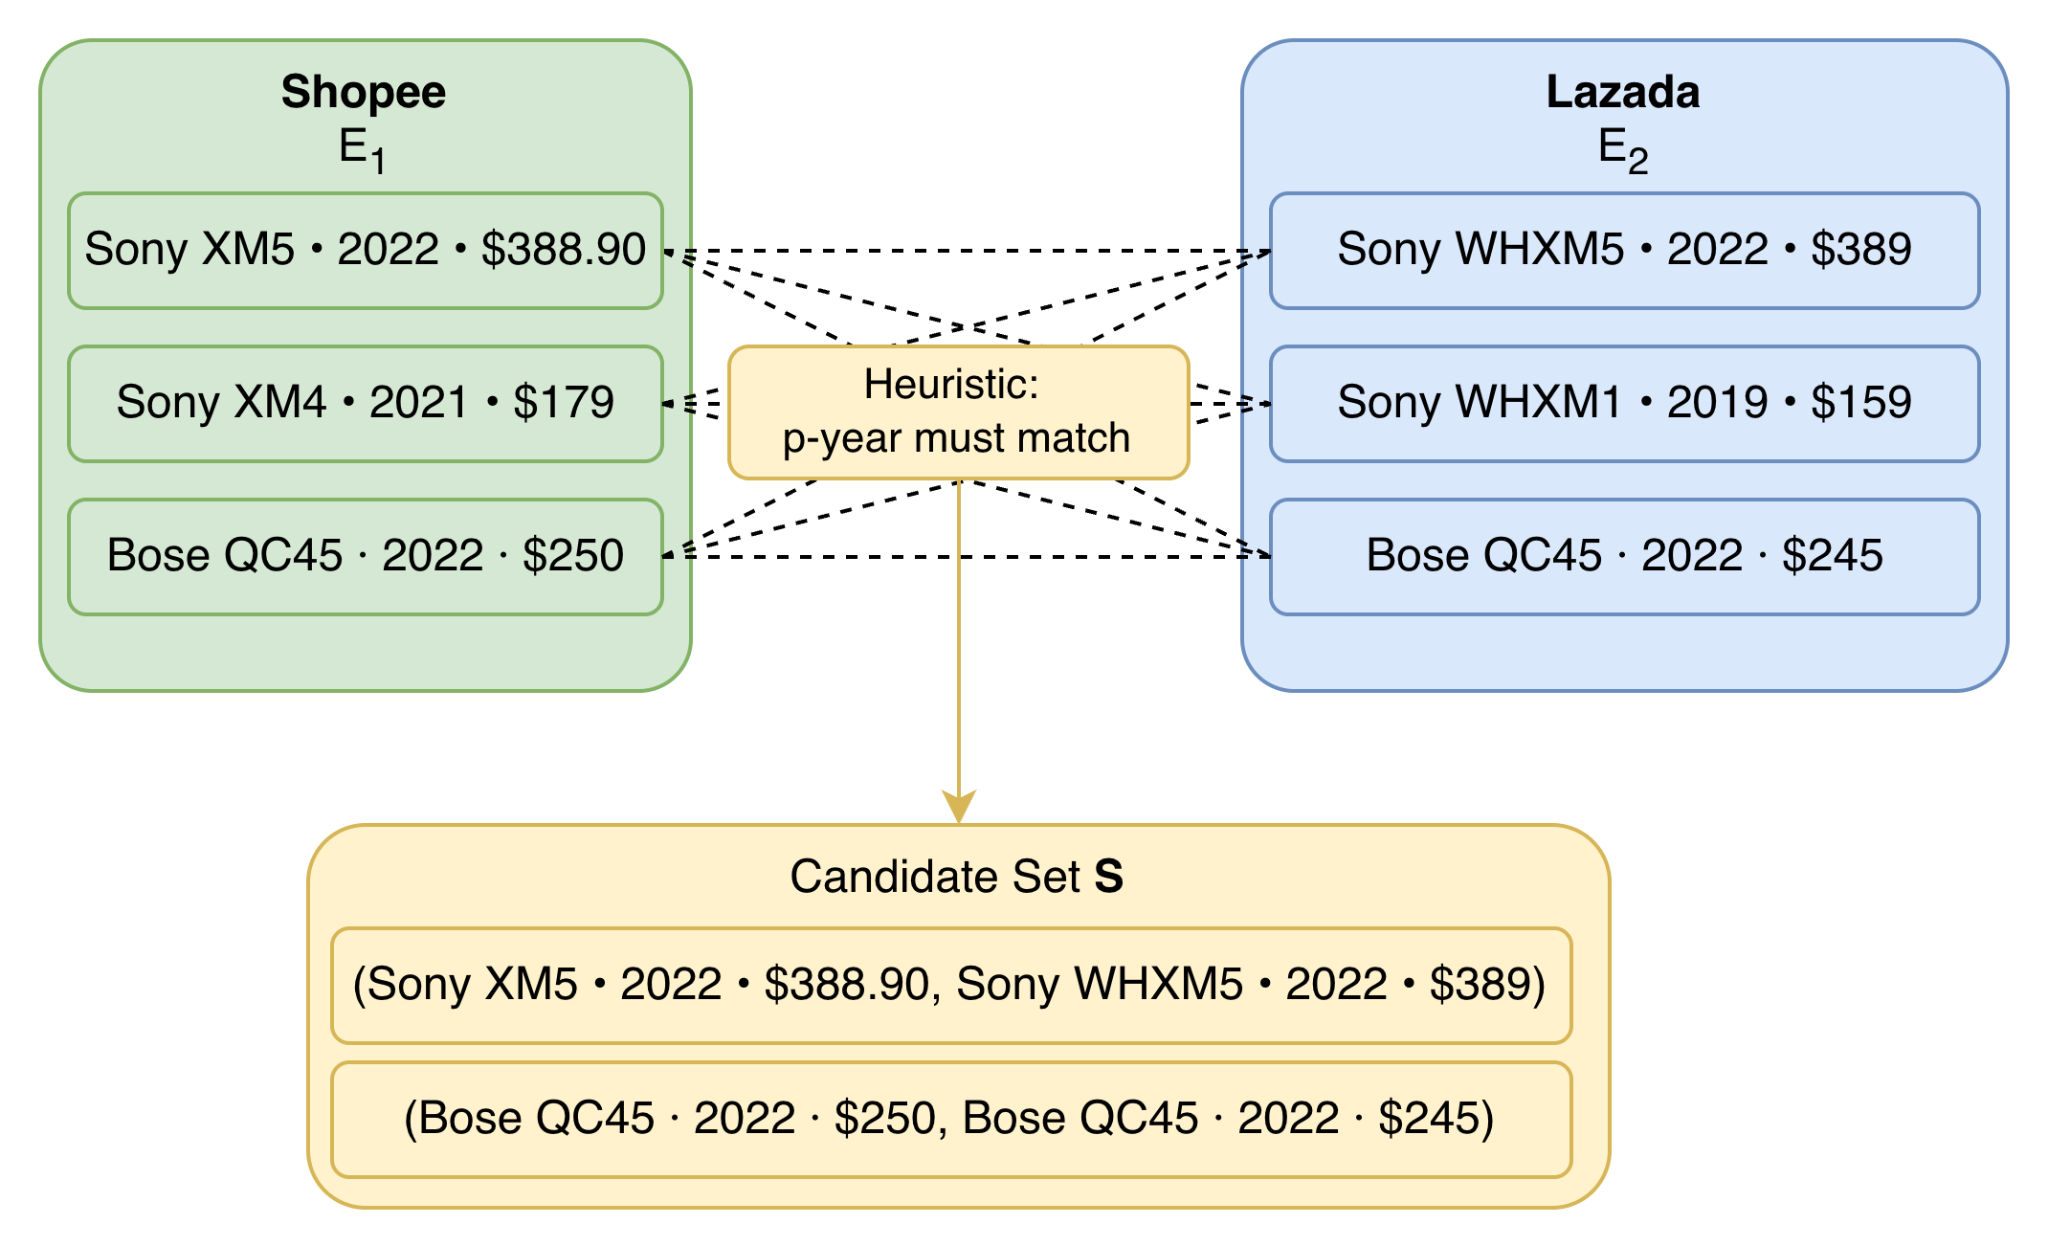 Shopee
E₁
Sony XM5 • 2022 • $388.90
Sony XM4 • 2021 • $179
Bose QC45 · 2022 · $250
Heuristic:
p-year must match
Lazada
E₂
Sony WHXM5 • 2022 • $389
Sony WHXM1 • 2019 • $159
Bose QC45 · 2022 · $245
Candidate Set S
(Sony XM5 • 2022 • $388.90, Sony WHXM5 • 2022 • $389)
(Bose QC45 · 2022 · $250, Bose QC45 · 2022 · $245)